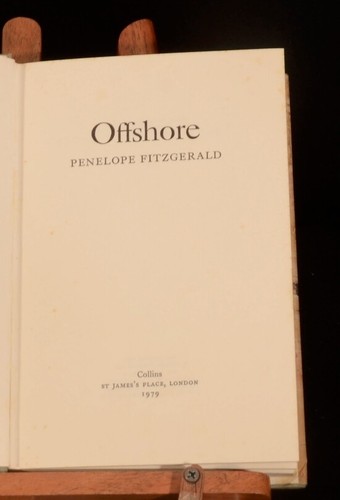 Offshore
PENELOPE FITZGERALD
Collins
ST JAMES'S PLACE, LONDON
1979